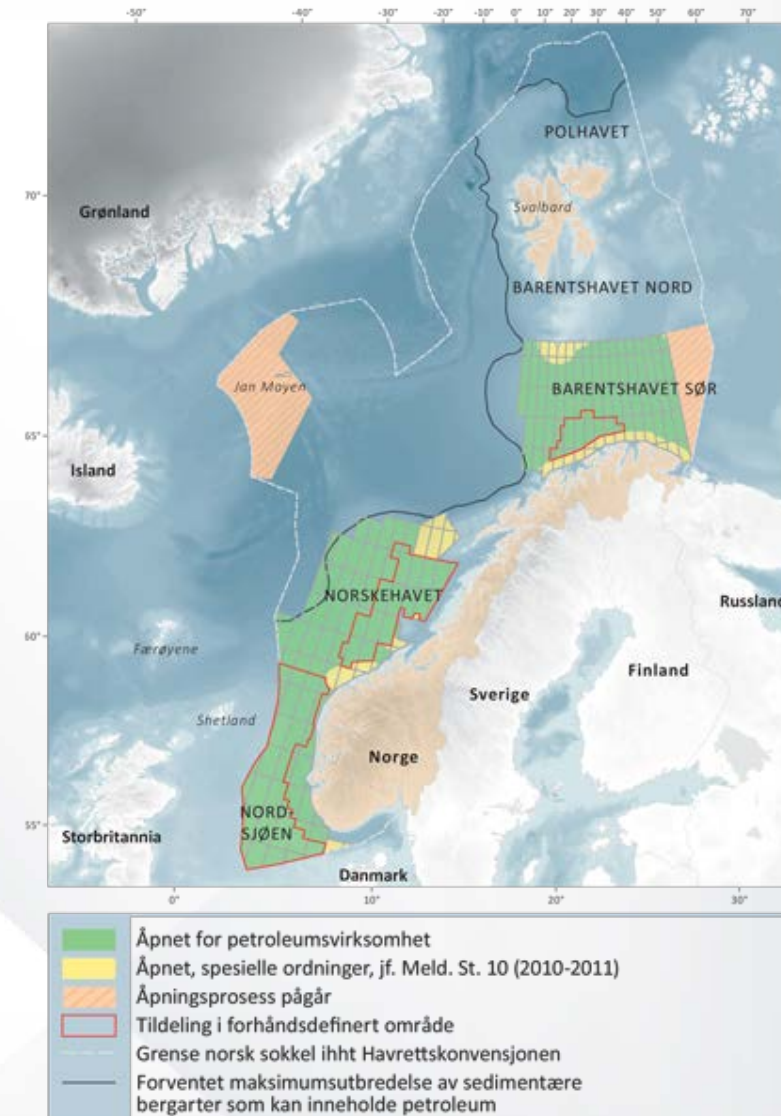 -50° -40° -30° -20° -10° 0° 10° 20° 30° 40° 50° 60° 70°
POLHAVET
70°
Grønland
Svalbard
BARENTSHAVET NORD
Jan Mayen
BARENTSHAVET SØR
65°
Island
NORSKEHAVET
Russland
60°
Færøyene
Finland
Sverige
Shetland
Norge
NORD-
SJØEN
55°
Storbritannia
Danmark
0° 10° 20° 30°
Åpnet for petroleumsvirksomhet
Åpnet, spesielle ordninger, jf. Meld. St. 10 (2010-2011)
Åpningsprosess pågår
Tildeling i forhåndsdefinert område
Grense norsk sokkel ihht Havrettskonvensjonen
Forventet maksimumsutbredelse av sedimentære
bergarter som kan inneholde petroleum